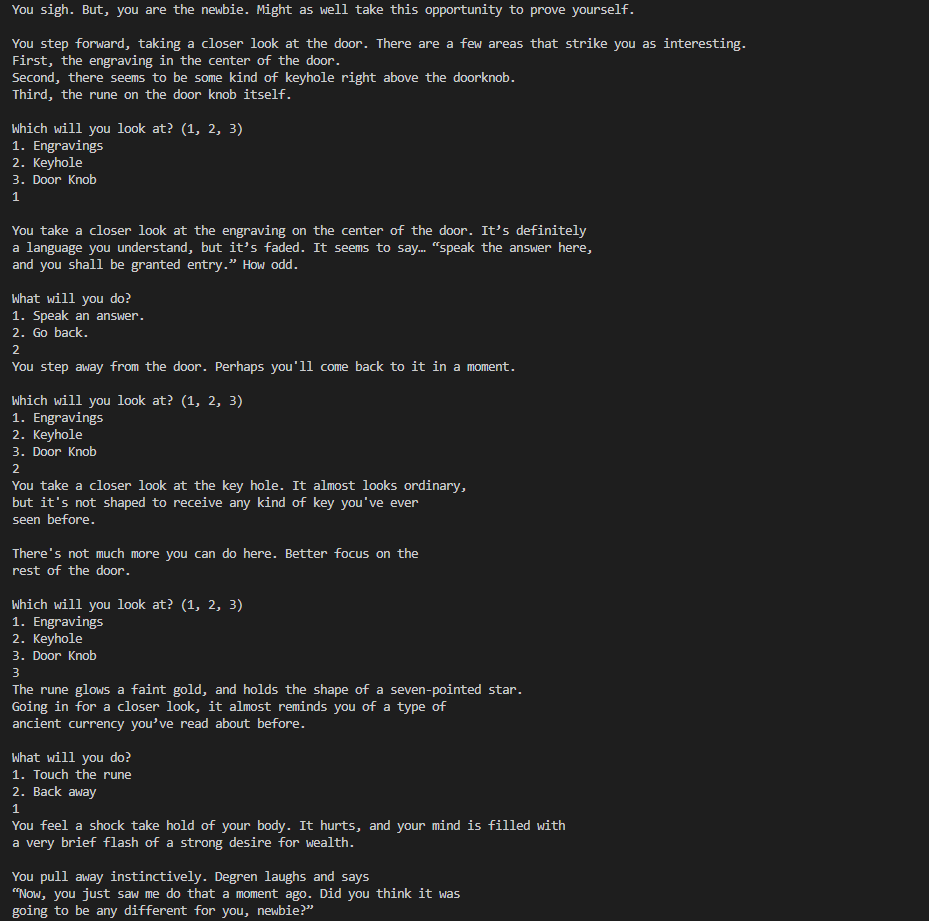 You sigh. But, you are the newbie. Might as well take this opportunity to prove yourself.
You step forward, taking a closer look at the door. There are a few areas that strike you as interesting.
First, the engraving in the center of the door.
Second, there seems to be some kind of keyhole right above the doorknob.
Third, the rune on the door knob itself.
Which will you look at? (1, 2, 3)
1. Engravings
2. Keyhole
3. Door Knob
1
You take a closer look at the engraving on the center of the door. It’s definitely
a language you understand, but it’s faded. It seems to say… “speak the answer here,
and you shall be granted entry.” How odd.
What will you do?
1. Speak an answer.
2. Go back.
2
You step away from the door. Perhaps you'll come back to it in a moment.
Which will you look at? (1, 2, 3)
1. Engravings
2. Keyhole
3. Door Knob
2
You take a closer look at the key hole. It almost looks ordinary,
but it's not shaped to receive any kind of key you've ever
seen before.
There's not much more you can do here. Better focus on the
rest of the door.
Which will you look at? (1, 2, 3)
1. Engravings
2. Keyhole
3. Door Knob
3
The rune glows a faint gold, and holds the shape of a seven-pointed star.
Going in for a closer look, it almost reminds you of a type of
ancient currency you’ve read about before.
What will you do?
1. Touch the rune
2. Back away
1
You feel a shock take hold of your body. It hurts, and your mind is filled with
a very brief flash of a strong desire for wealth.
You pull away instinctively. Degren laughs and says
“Now, you just saw me do that a moment ago. Did you think it was
going to be any different for you, newbie?”